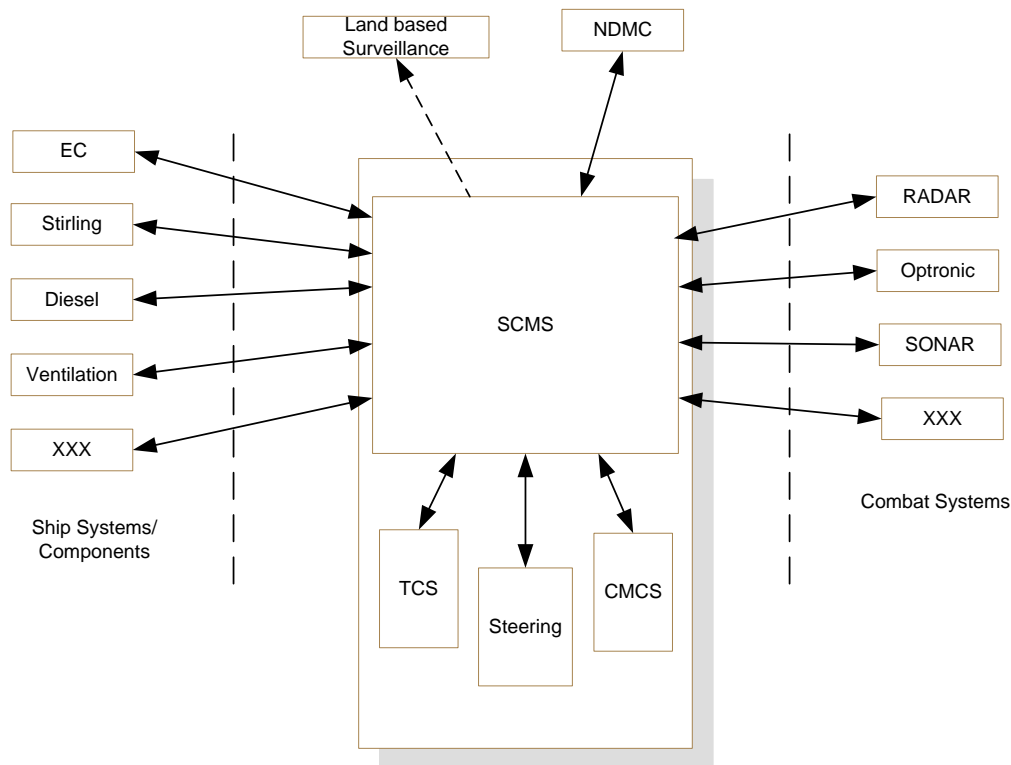 Land based
Surveillance
NDMC
EC
Stirling
Diesel
Ventilation
XXX
Ship Systems/
Components
SCMS
TCS
Steering
CMCS
RADAR
Optronic
SONAR
XXX
Combat Systems